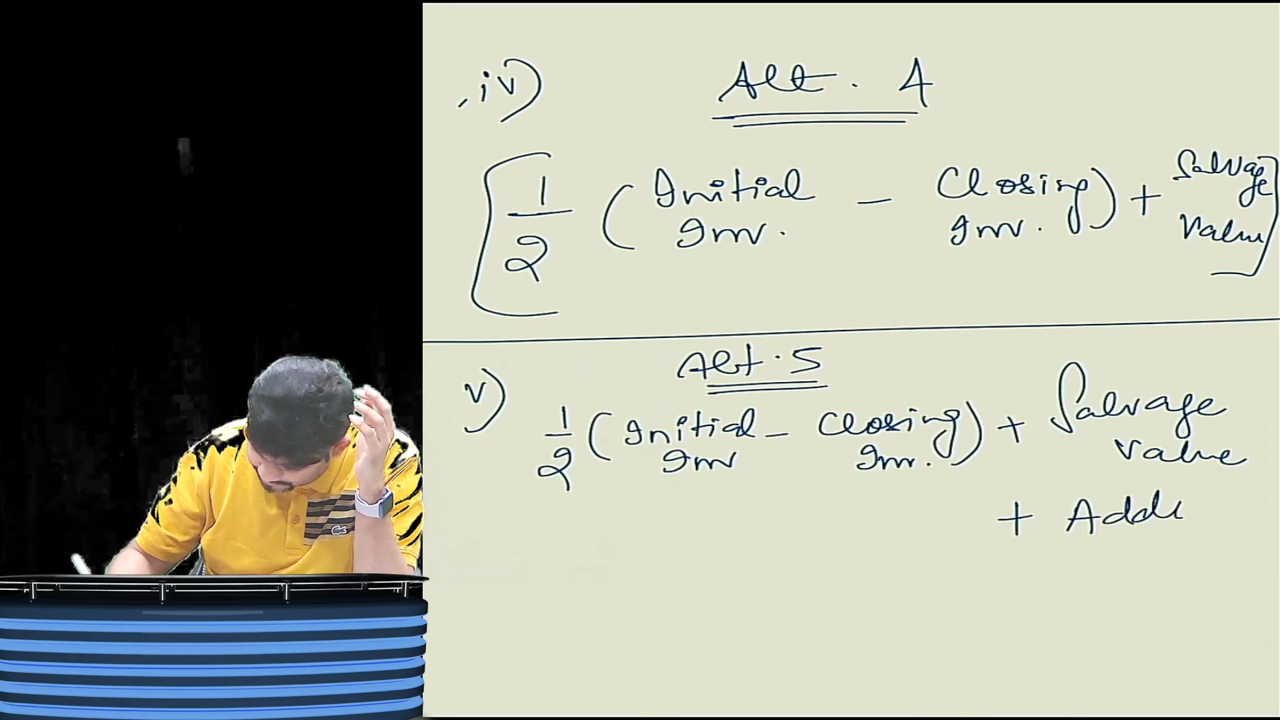 iv) Alt. 4
[ 1/2 ( Initial Inv. - Closing Inv. ) + Salvage Value ]
v) Alt. 5
1/2 ( Initial Inv - Closing Inv. ) + Salvage Value
+ Addi